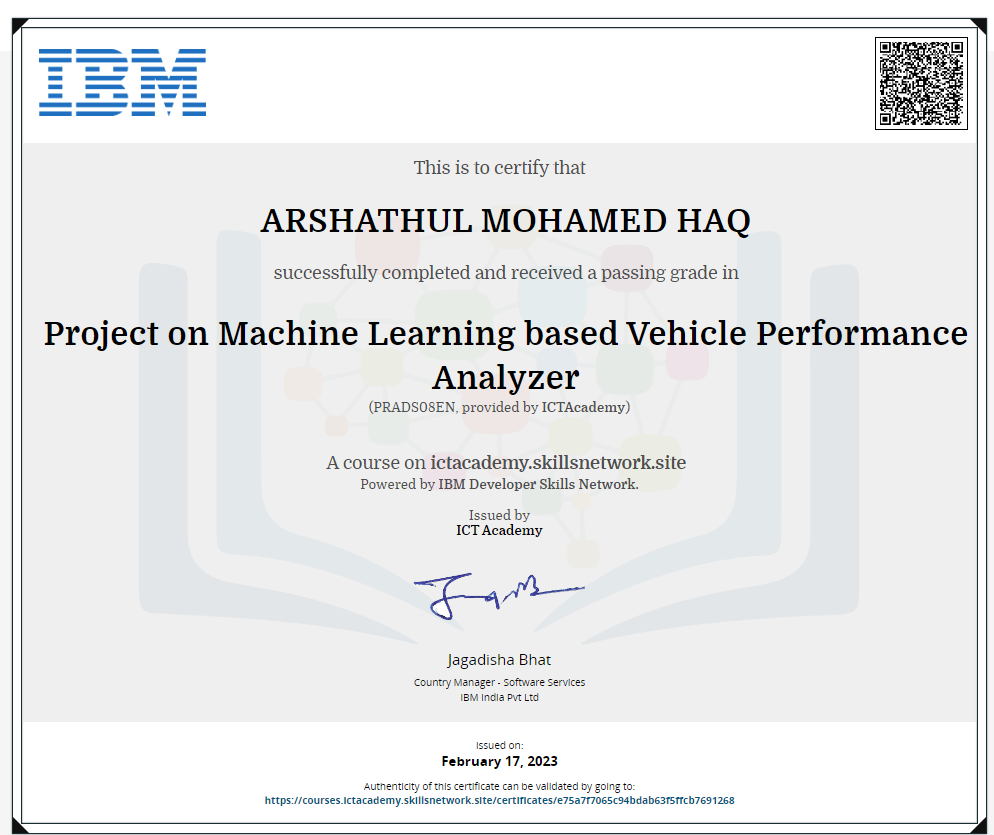 IBM
This is to certify that
ARSHATHUL MOHAMED HAQ
successfully completed and received a passing grade in
Project on Machine Learning based Vehicle Performance
Analyzer
(PRADS08EN, provided by ICTAcademy)
A course on ictacademy.skillsnetwork.site
Powered by IBM Developer Skills Network.
Issued by
ICT Academy
Jagadisha Bhat
Country Manager - Software Services
IBM India Pvt Ltd
Issued on:
February 17, 2023
Authenticity of this certificate can be validated by going to:
https://courses.ictacademy.skillsnetwork.site/certificates/e75a7f7065c94bdab63f5ffcb7691268